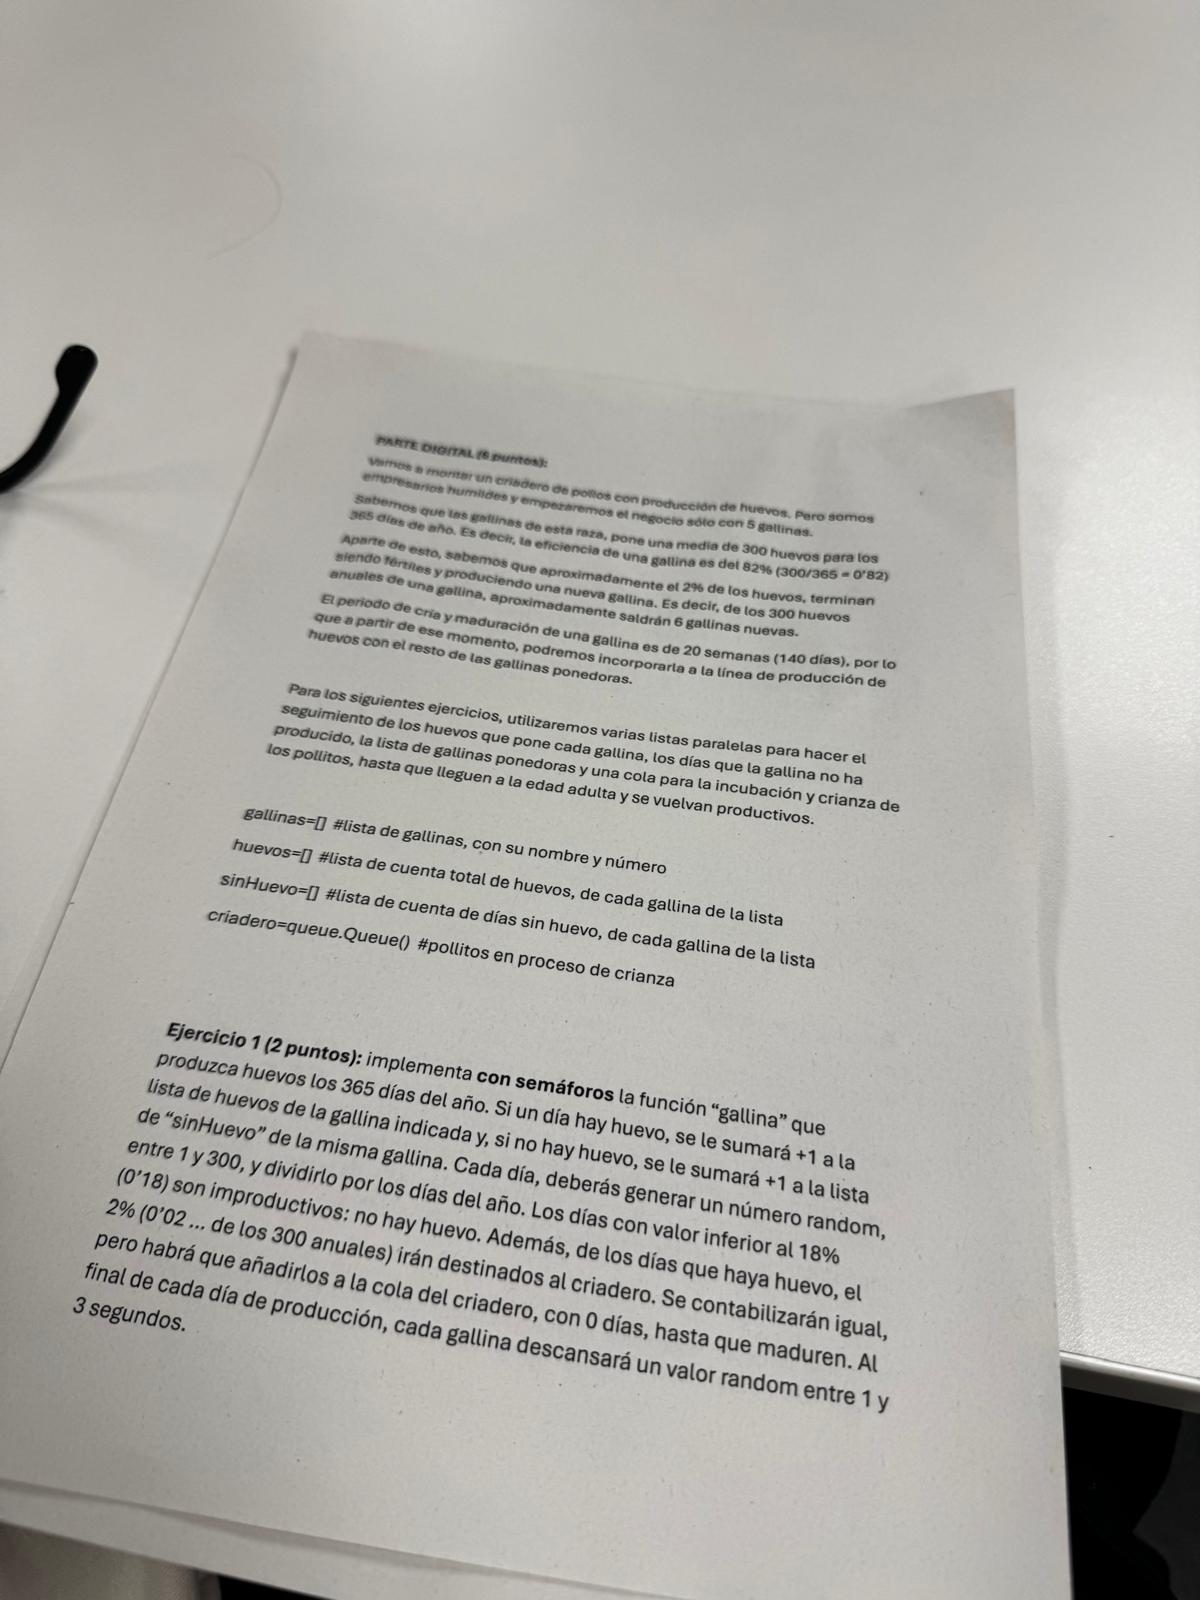 PARTE DIGITAL (6 puntos):
Vamos a montar un criadero de pollos con producción de huevos. Pero somos
empresarios humildes y empezaremos el negocio sólo con 5 gallinas.
Sabemos que las gallinas de esta raza, pone una media de 300 huevos para los
365 días de año. Es decir, la eficiencia de una gallina es del 82% (300/365 = 0'82)
Aparte de esto, sabemos que aproximadamente el 2% de los huevos, terminan
siendo fértiles y produciendo una nueva gallina. Es decir, de los 300 huevos
anuales de una gallina, aproximadamente saldrán 6 gallinas nuevas.
El periodo de cría y maduración de una gallina es de 20 semanas (140 días), por lo
que a partir de ese momento, podremos incorporarla a la línea de producción de
huevos con el resto de las gallinas ponedoras.
Para los siguientes ejercicios, utilizaremos varias listas paralelas para hacer el
seguimiento de los huevos que pone cada gallina, los días que la gallina no ha
producido, la lista de gallinas ponedoras y una cola para la incubación y crianza de
los pollitos, hasta que lleguen a la edad adulta y se vuelvan productivos.
gallinas=[] #lista de gallinas, con su nombre y número
huevos=[] #lista de cuenta total de huevos, de cada gallina de la lista
sinHuevo=[] #lista de cuenta de días sin huevo, de cada gallina de la lista
criadero=queue.Queue() #pollitos en proceso de crianza
Ejercicio 1 (2 puntos): implementa con semáforos la función "gallina" que
produzca huevos los 365 días del año. Si un día hay huevo, se le sumará +1 a la
lista de huevos de la gallina indicada y, si no hay huevo, se le sumará +1 a la lista
de "sinHuevo" de la misma gallina. Cada día, deberás generar un número random,
entre 1 y 300, y dividirlo por los días del año. Los días con valor inferior al 18%
(0'18) son improductivos: no hay huevo. Además, de los días que haya huevo, el
2% (0'02 ... de los 300 anuales) irán destinados al criadero. Se contabilizarán igual,
pero habrá que añadirlos a la cola del criadero, con 0 días, hasta que maduren. Al
final de cada día de producción, cada gallina descansará un valor random entre 1 y
3 segundos.